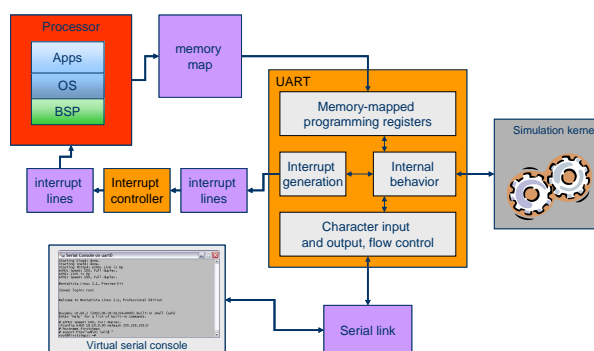 Processor
Apps
OS
BSP
memory
map
UART
Memory-mapped
programming registers
Interrupt
generation
Internal
behavior
Character input
and output, flow control
Simulation kerne
interrupt
lines
Interrupt
controller
interrupt
lines
Serial Console on uart0
Virtual serial console
Serial link